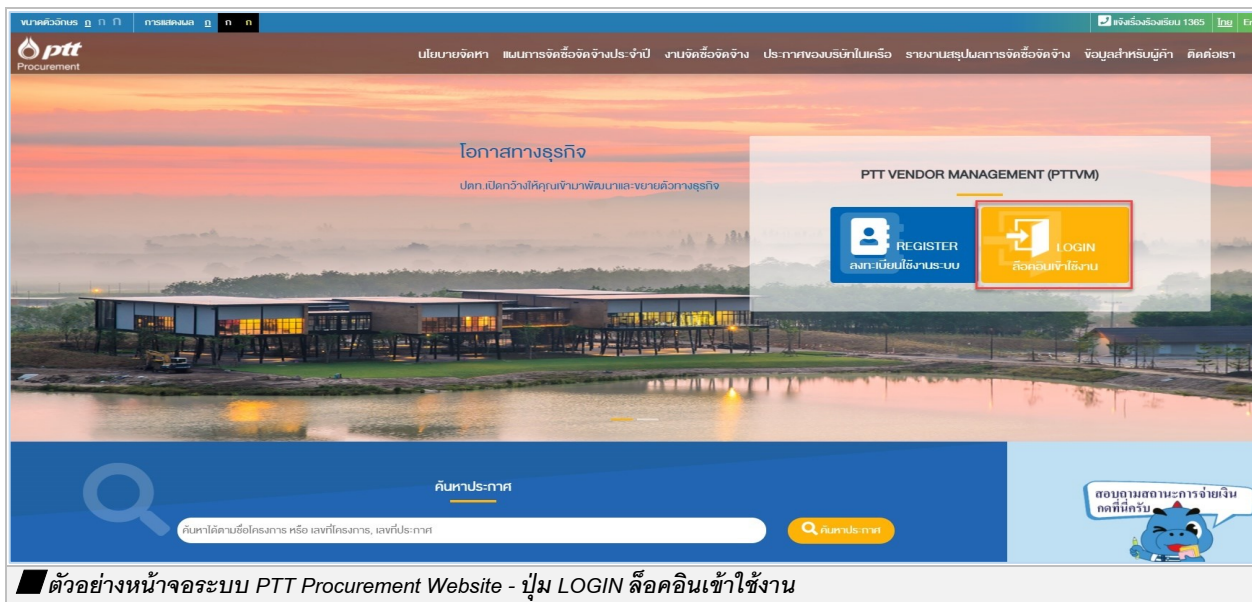 ขนาดตัวอักษร ก ก ก การแสดงผล ก ก ก
แจ้งเรื่องร้องเรียน 1365 ไทย En
ptt
Procurement
นโยบายจัดหา แผนการจัดซื้อจัดจ้างประจำปี งานจัดซื้อจัดจ้าง ประกาศของบริษัทในเครือ รายงานสรุปผลการจัดซื้อจัดจ้าง ข้อมูลสำหรับผู้ค้า ติดต่อเรา
โอกาสทางธุรกิจ
ปตท.เปิดกว้างให้คุณเข้ามาพัฒนาและขยายตัวทางธุรกิจ
PTT VENDOR MANAGEMENT (PTTVM)
REGISTER
ลงทะเบียนใช้งานระบบ
LOGIN
ล๊อคอินเข้าใช้งาน
ค้นหาประกาศ
ค้นหาได้ตามชื่อโครงการ หรือ เลขที่โครงการ, เลขที่ประกาศ
ค้นหาประกาศ
สอบถามสถานะการจ่ายเงิน
กดที่นี่ครับ
ตัวอย่างหน้าจอระบบ PTT Procurement Website - ปุ่ม LOGIN ล็อคอินเข้าใช้งาน